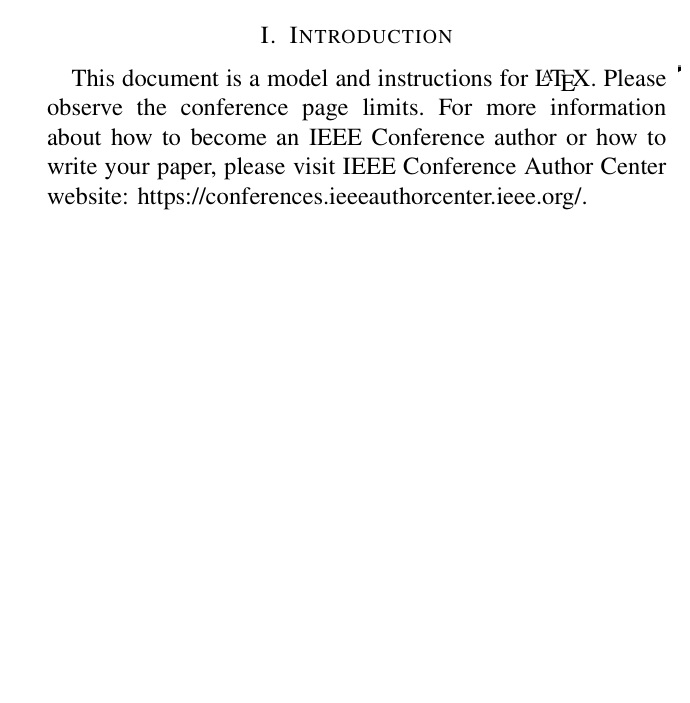 I. INTRODUCTION
This document is a model and instructions for LATEX. Please
observe the conference page limits. For more information
about how to become an IEEE Conference author or how to
write your paper, please visit IEEE Conference Author Center
website: https://conferences.ieeeauthorcenter.ieee.org/.